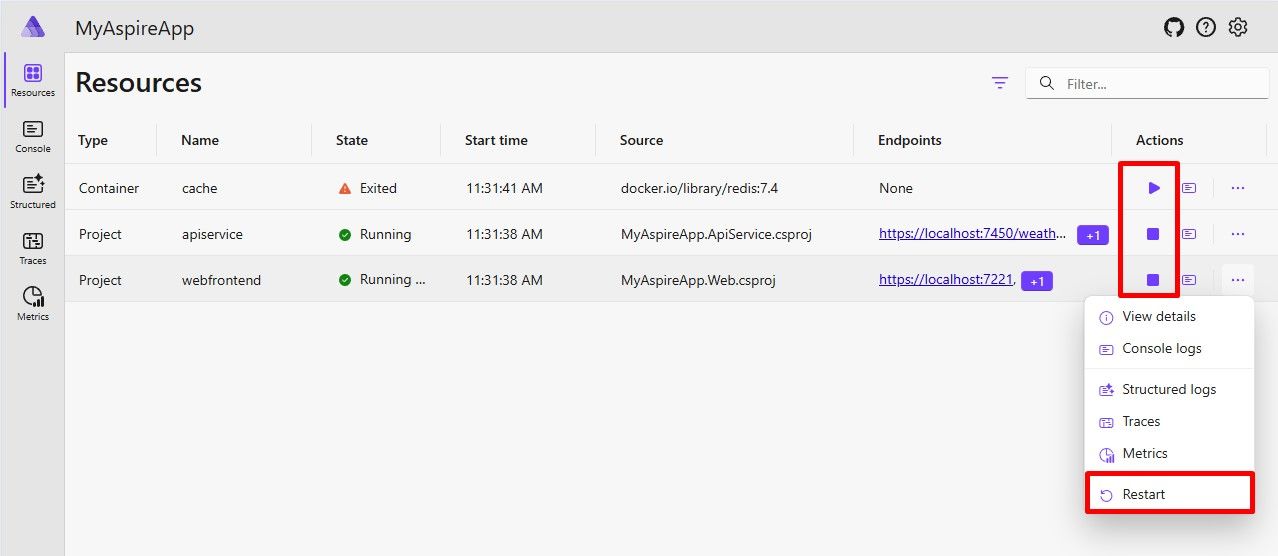 MyAspireApp
Resources
Console
Structured
Traces
Metrics
Resources
Filter...
Type Name State Start time Source Endpoints Actions
Container cache Exited 11:31:41 AM docker.io/library/redis:7.4 None
Project apiservice Running 11:31:38 AM MyAspireApp.ApiService.csproj https://localhost:7450/weath... +1
Project webfrontend Running ... 11:31:38 AM MyAspireApp.Web.csproj https://localhost:7221, +1
View details
Console logs
Structured logs
Traces
Metrics
Restart